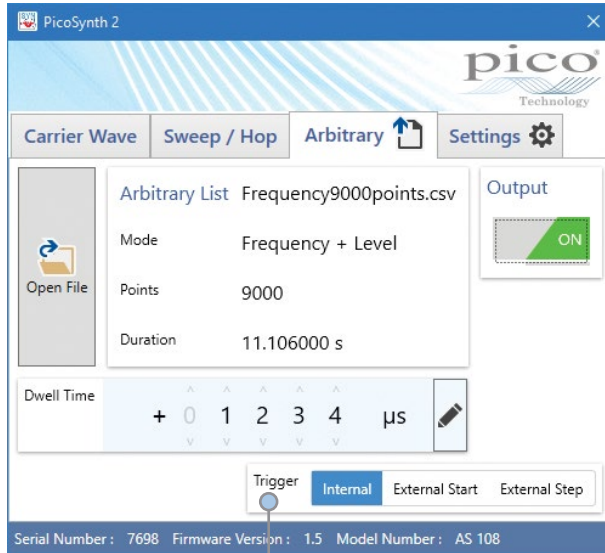 PicoSynth 2
pico
Technology
Carrier Wave Sweep / Hop Arbitrary Settings
Arbitrary List Frequency9000points.csv
Output
ON
Mode Frequency + Level
Open File
Points 9000
Duration 11.106000 s
Dwell Time
+ 0 1 2 3 4 µs
Trigger Internal External Start External Step
Serial Number : 7698 Firmware Version : 1.5 Model Number : AS 108